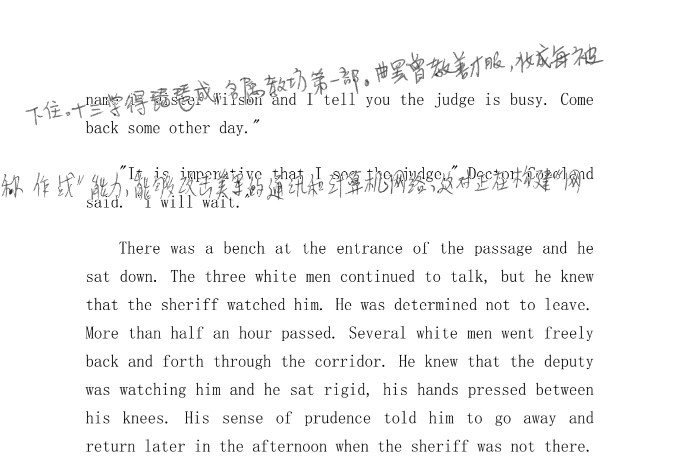 下住。十三学得琵琶成,名属教坊第一部。曲罢曾教善才服,妆成每被
Wilson and I tell you the judge is busy. Come
back some other day."
"It is imperative that I see the judge," Doctor Copeland
称作战"能力,能够攻击美军的通讯和计算机网络,这对正在构建"网
said. "I will wait."
There was a bench at the entrance of the passage and he
sat down. The three white men continued to talk, but he knew
that the sheriff watched him. He was determined not to leave.
More than half an hour passed. Several white men went freely
back and forth through the corridor. He knew that the deputy
was watching him and he sat rigid, his hands pressed between
his knees. His sense of prudence told him to go away and
return later in the afternoon when the sheriff was not there.